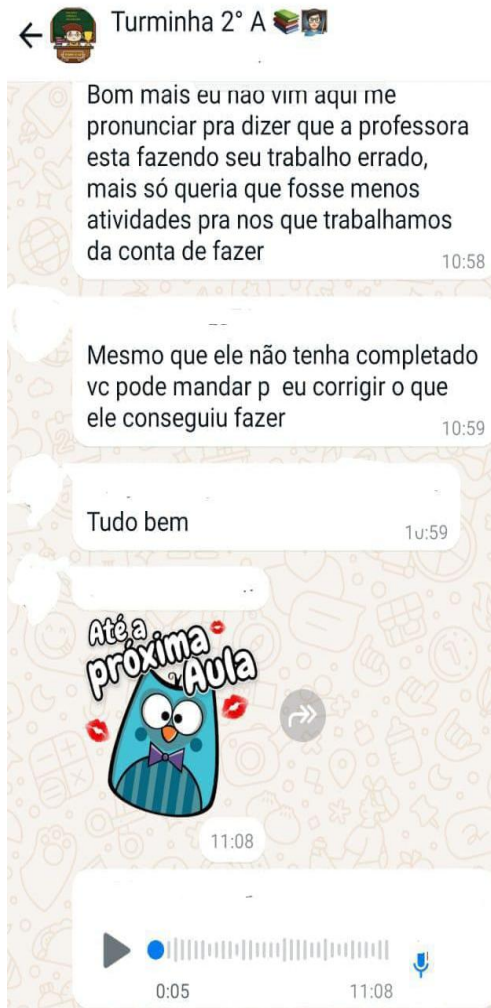 Turminha 2° A
Bom mais eu não vim aqui me
pronunciar pra dizer que a professora
esta fazendo seu trabalho errado,
mais só queria que fosse menos
atividades pra nos que trabalhamos
da conta de fazer
10:58
Mesmo que ele não tenha completado
vc pode mandar p eu corrigir o que
ele conseguiu fazer
10:59
Tudo bem
10:59
Até a
próxima
Aula
11:08
0:05
11:08